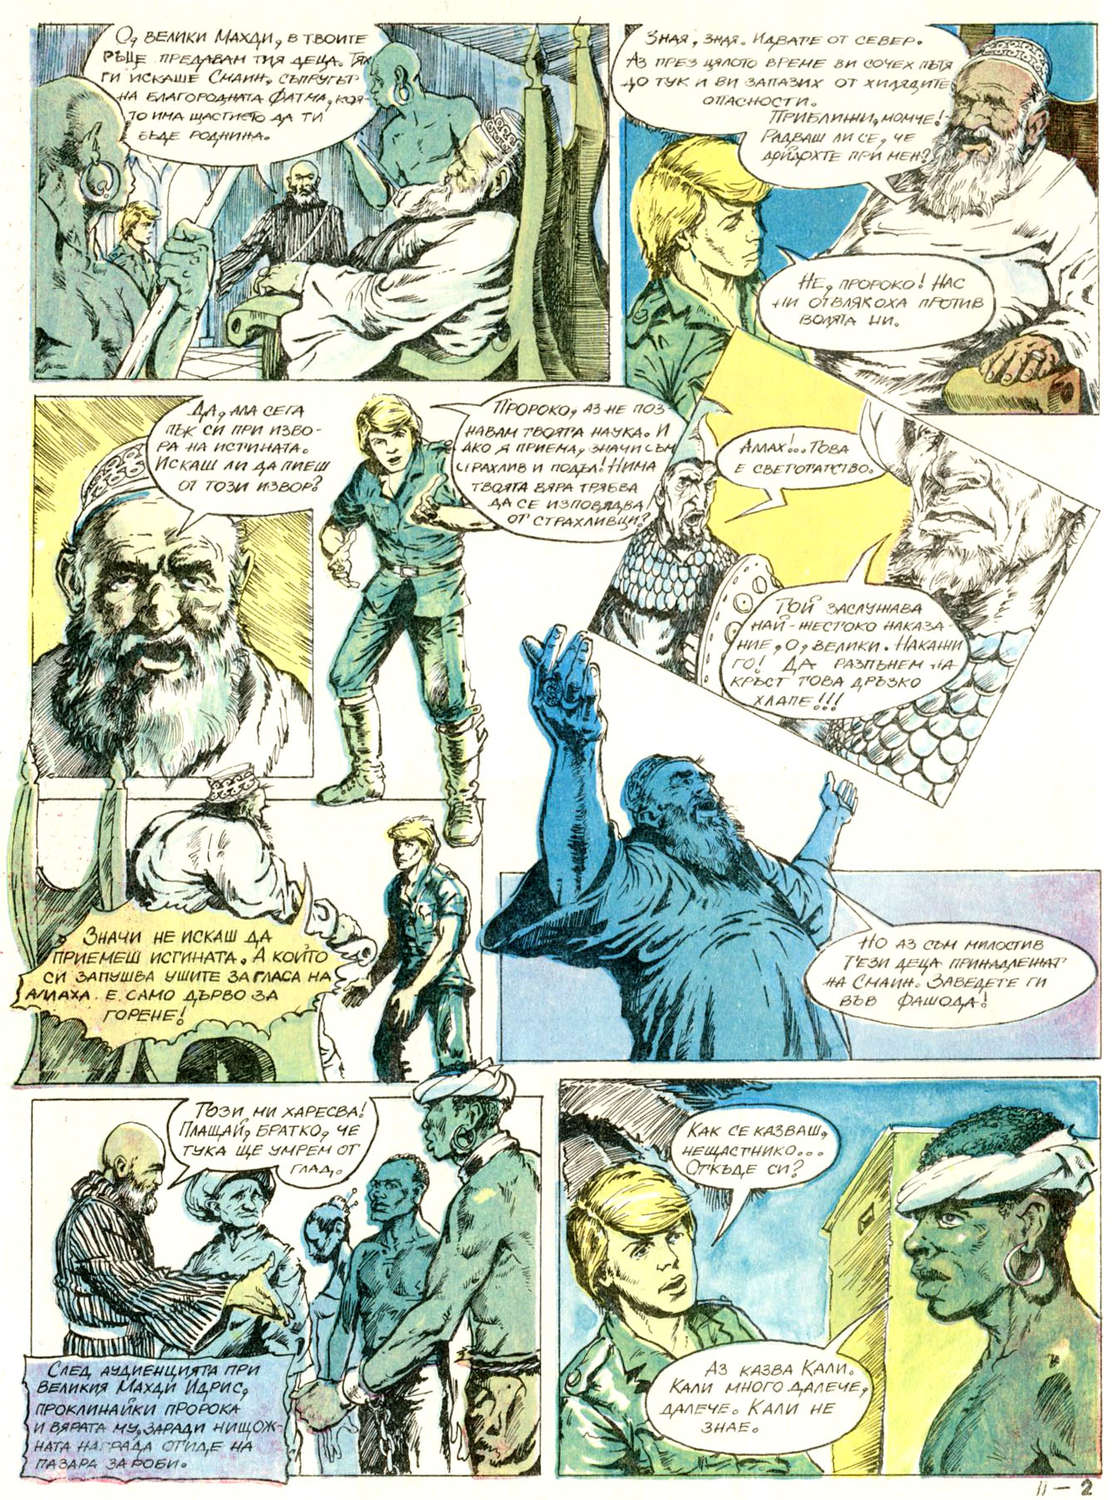 О, ВЕЛИКИ МАХДИ, В ТВОИТЕ
РЪЦЕ ПРЕДАВАМ ТИЯ ДЕЦА. ТЯХ
ГИ ИСКАШЕ СМАИН, СЪПРУГЪТ
НА БЛАГОРОДНАТА ФАТМА, КОЯ-
ТО ИМА ЩАСТИЕТО ДА ТИ
БЪДЕ РОДНИНА.
ЗНАЯ, ЗНАЯ. ИДВАТЕ ОТ СЕВЕР.
АЗ ПРЕЗ ЦЯЛОТО ВРЕМЕ ВИ СОЧЕХ ПЪТЯ
ДО ТУК И ВИ ЗАПАЗИХ ОТ ХИЛЯДИТЕ
ОПАСНОСТИ.
ПРИБЛИЖИ, МОМЧЕ!
РАДВАШ ЛИ СЕ, ЧЕ
ДОЙДОХТЕ ПРИ МЕН?
НЕ, ПРОРОКО! НАС
НИ ОТВЛЯКОХА ПРОТИВ
ВОЛЯТА НИ.
ДА, АЛА СЕГА
ПЪК СИ ПРИ ИЗВО-
РА НА ИСТИНАТА.
ИСКАШ ЛИ ДА ПИЕШ
ОТ ТОЗИ ИЗВОР?
ПРОРОКО, АЗ НЕ ПОЗ
НАВАМ ТВОЯТА НАУКА. И
АКО Я ПРИЕМА, ЗНАЧИ СЪМ
СТРАХЛИВ И ПОДЪЛ! НИМА
ТВОЯТА ВЯРА ТРЯБВА
ДА СЕ ИЗПОВЯДВА
ОТ СТРАХЛИВЦИ?
АЛЛАХ!... ТОВА
Е СВЕТОТАТСТВО.
ТОЙ ЗАСЛУЖАВА
НАЙ-ЖЕСТОКО НАКАЗА-
НИЕ, О, ВЕЛИКИ. НАКАЖИ
ГО! ДА РАЗПЪНЕМ НА
КРЪСТ ТОВА ДРЪЗКО
ХЛАПЕ!!!
ЗНАЧИ НЕ ИСКАШ ДА
ПРИЕМЕШ ИСТИНАТА. А КОЙТО
СИ ЗАПУШВА УШИТЕ ЗА ГЛАСА НА
АЛЛАХА Е САМО ДЪРВО ЗА
ГОРЕНЕ!
НО АЗ СЪМ МИЛОСТИВ
ТЕЗИ ДЕЦА ПРИНАДЛЕЖАТ
НА СМАИН. ЗАВЕДЕТЕ ГИ
ВЪВ ФАШОДА!
ТОЗИ МИ ХАРЕСВА!
ПЛАЩАЙ, БРАТКО, ЧЕ
ТУКА ЩЕ УМРЕМ ОТ
ГЛАД.
СЛЕД АУДИЕНЦИЯТА ПРИ
ВЕЛИКИЯ МАХДИ ИДРИС,
ПРОКЛИНАЙКИ ПРОРОКА
И ВЯРАТА МУ, ЗАРАДИ НИЩОЖ-
НАТА НАГРАДА ОТИДЕ НА
ПАЗАРА ЗА РОБИ.
КАК СЕ КАЗВАШ,
НЕЩАСТНИКО...
ОТКЪДЕ СИ?
АЗ КАЗВА КАЛИ.
КАЛИ МНОГО ДАЛЕЧЕ,
ДАЛЕЧЕ. КАЛИ НЕ
ЗНАЕ.
II - 2